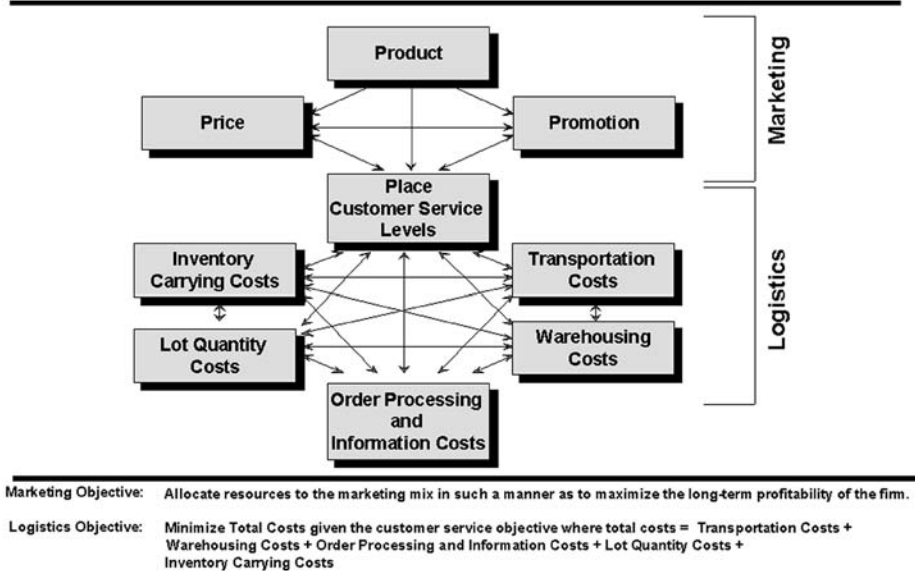 Product
Price
Promotion
Marketing
Place
Customer Service
Levels
Inventory
Carrying Costs
Transportation
Costs
Logistics
Lot Quantity
Costs
Warehousing
Costs
Order Processing
and
Information Costs
Marketing Objective: Allocate resources to the marketing mix in such a manner as to maximize the long-term profitability of the firm.
Logistics Objective: Minimize Total Costs given the customer service objective where total costs = Transportation Costs +
Warehousing Costs + Order Processing and Information Costs + Lot Quantity Costs +
Inventory Carrying Costs